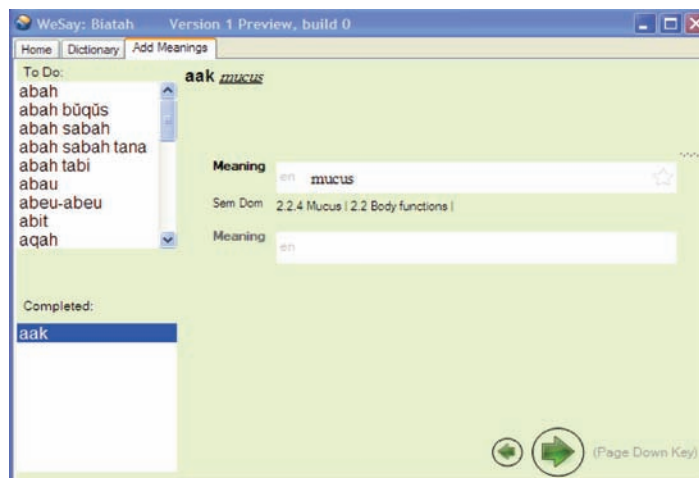 WeSay: Biatah Version 1 Preview, build 0
Home Dictionary Add Meanings
To Do:
abah
abah bŭqŭs
abah sabah
abah sabah tana
abah tabi
abau
abeu-abeu
abit
aqah
Completed:
aak
aak mucus
Meaning en mucus
Sem Dom 2.2.4 Mucus | 2.2 Body functions |
Meaning en
(Page Down Key)